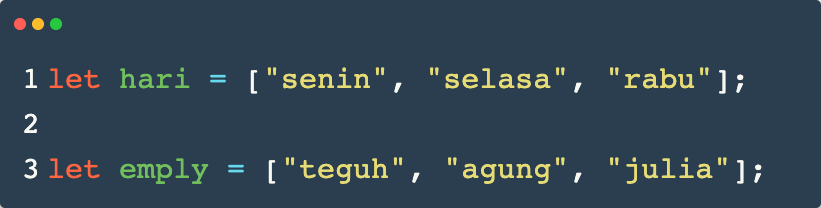 1 let hari = ["senin", "selasa", "rabu"];
2
3 let emply = ["teguh", "agung", "julia"];